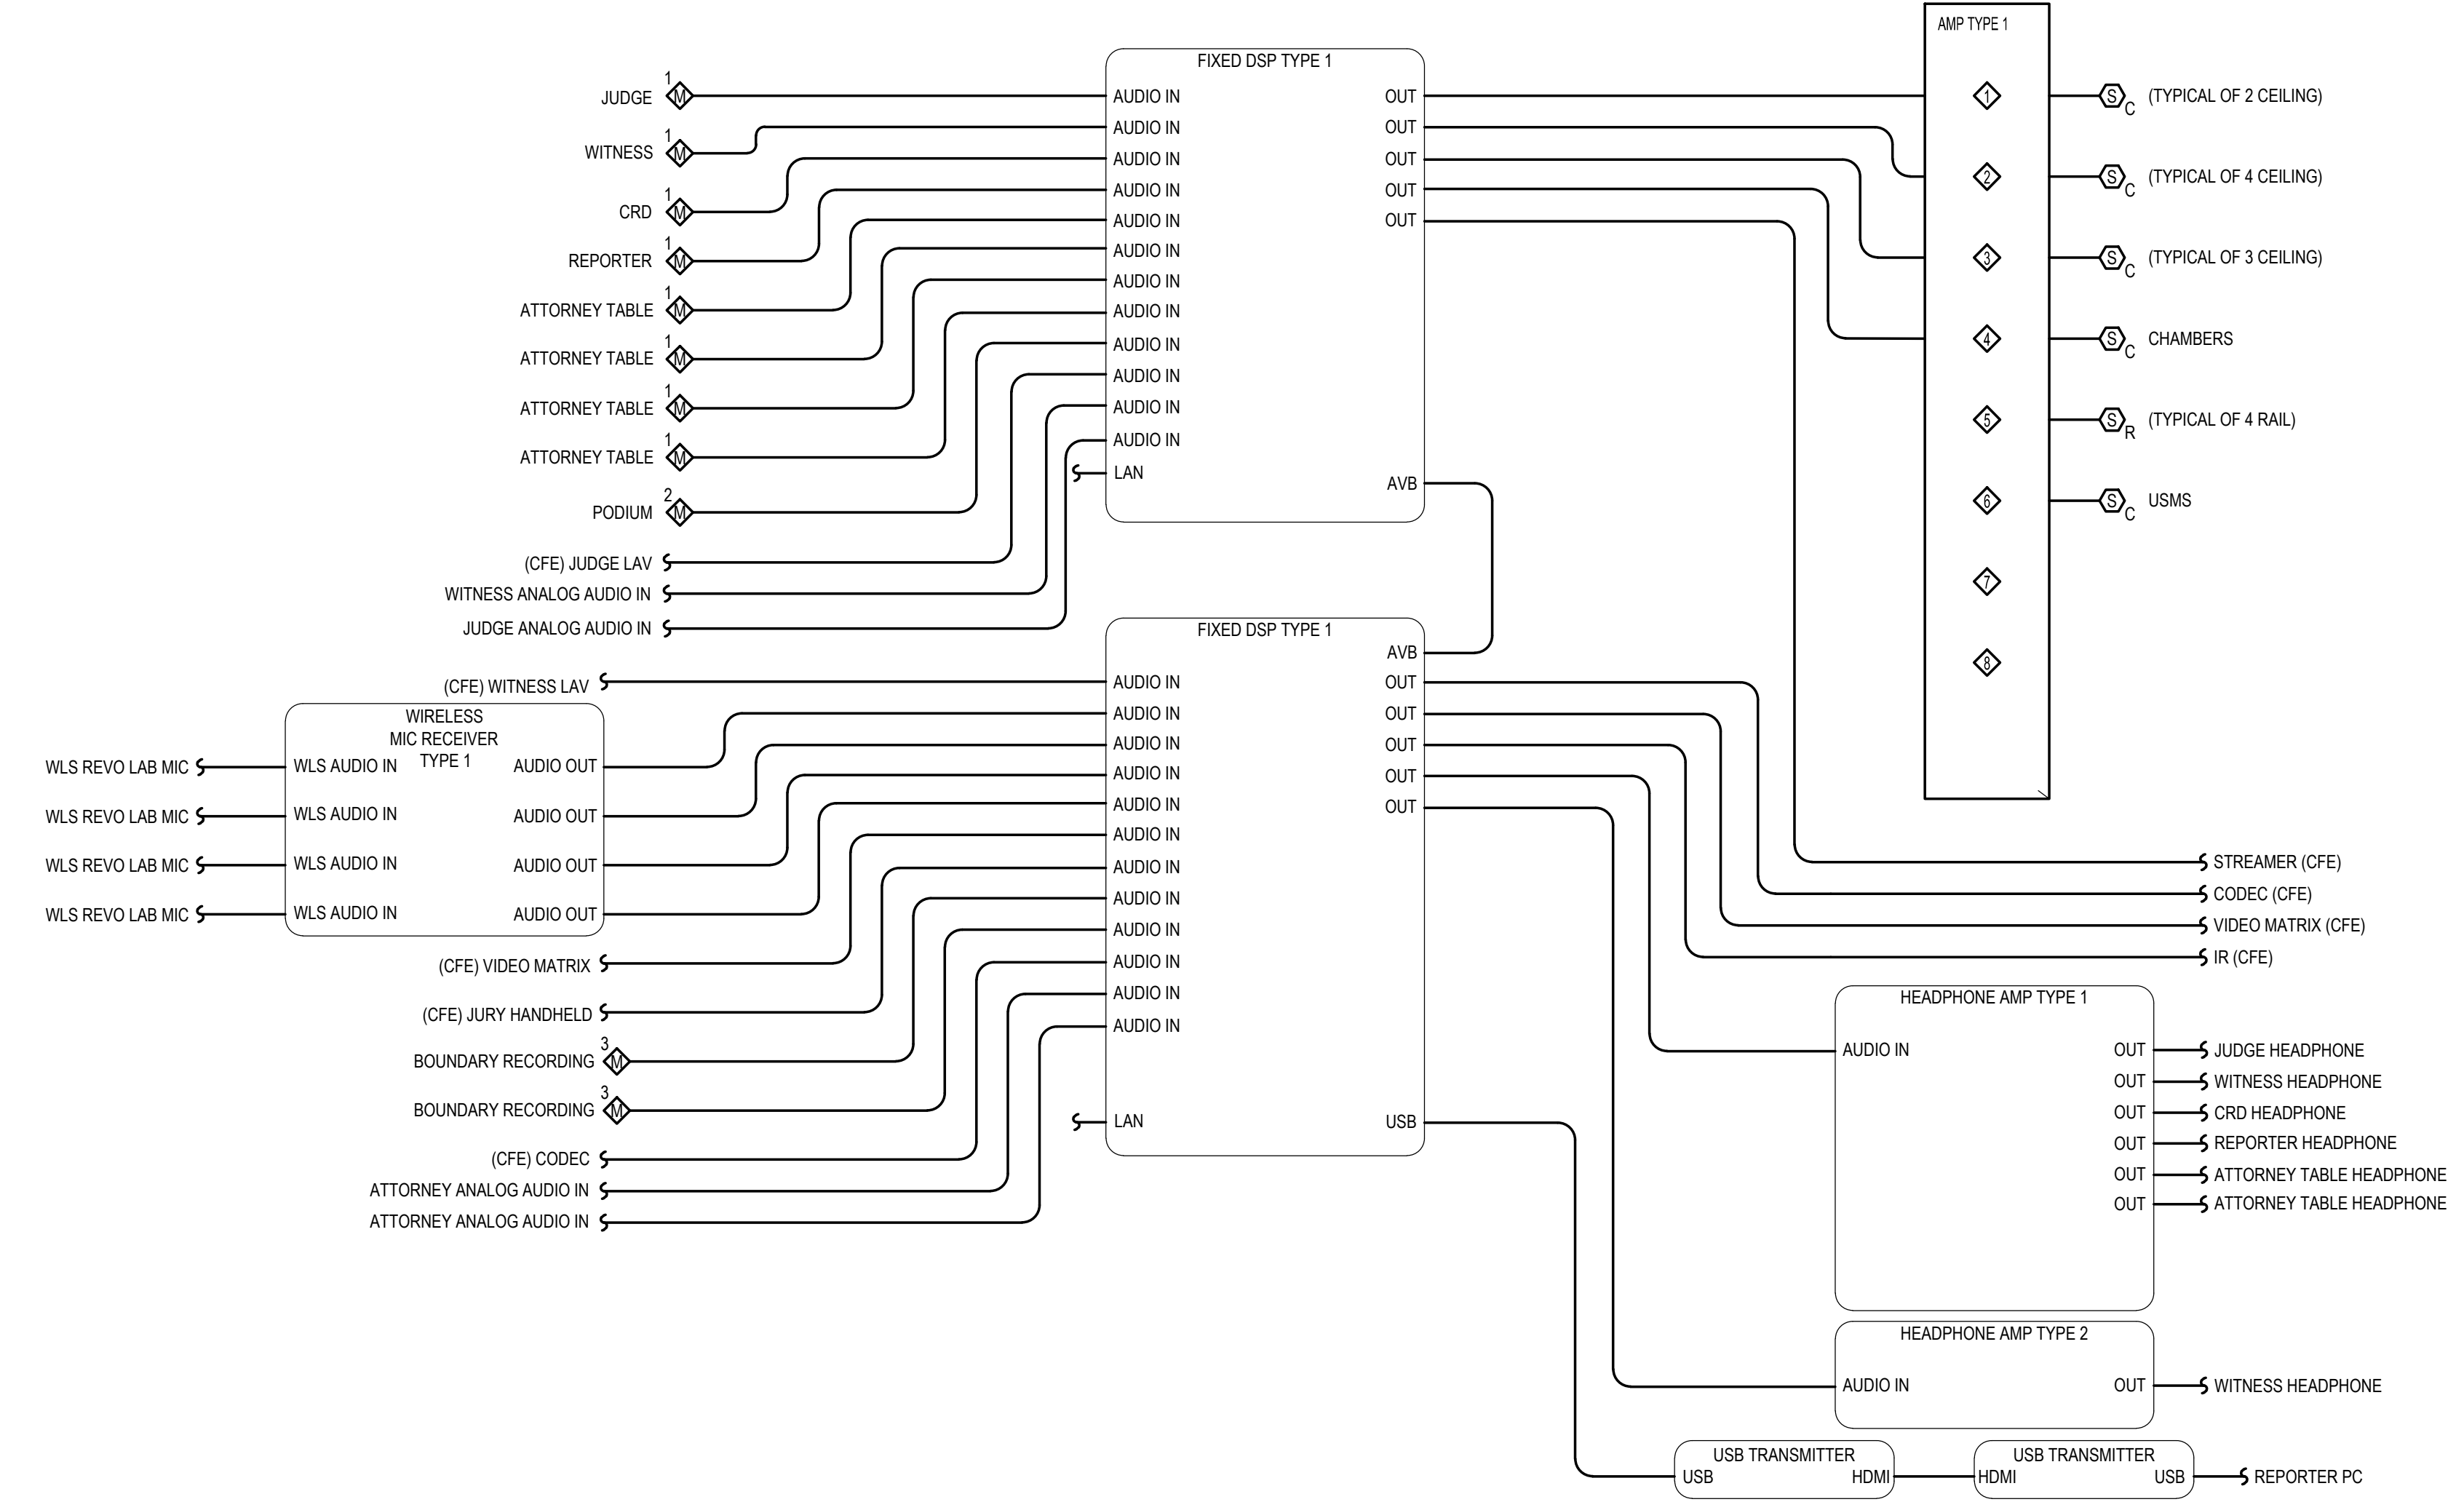 FIXED DSP TYPE 1
1
JUDGE M
1
WITNESS M
1
CRD M
1
REPORTER M
1
ATTORNEY TABLE M
1
ATTORNEY TABLE M
1
ATTORNEY TABLE M
1
ATTORNEY TABLE M
2
PODIUM M
(CFE) JUDGE LAV
WITNESS ANALOG AUDIO IN
JUDGE ANALOG AUDIO IN
AUDIO IN
AUDIO IN
AUDIO IN
AUDIO IN
AUDIO IN
AUDIO IN
AUDIO IN
AUDIO IN
AUDIO IN
AUDIO IN
AUDIO IN
AUDIO IN
LAN
OUT
OUT
OUT
OUT
OUT
AVB
AMP TYPE 1
1 S C (TYPICAL OF 2 CEILING)
2 S C (TYPICAL OF 4 CEILING)
3 S C (TYPICAL OF 3 CEILING)
4 S C CHAMBERS
5 S R (TYPICAL OF 4 RAIL)
6 S C USMS
7
8
FIXED DSP TYPE 1
(CFE) WITNESS LAV
WIRELESS
MIC RECEIVER
TYPE 1
WLS REVO LAB MIC WLS AUDIO IN AUDIO OUT
WLS REVO LAB MIC WLS AUDIO IN AUDIO OUT
WLS REVO LAB MIC WLS AUDIO IN AUDIO OUT
WLS REVO LAB MIC WLS AUDIO IN AUDIO OUT
(CFE) VIDEO MATRIX
(CFE) JURY HANDHELD
3
BOUNDARY RECORDING M
3
BOUNDARY RECORDING M
(CFE) CODEC
ATTORNEY ANALOG AUDIO IN
ATTORNEY ANALOG AUDIO IN
AUDIO IN
AUDIO IN
AUDIO IN
AUDIO IN
AUDIO IN
AUDIO IN
AUDIO IN
AUDIO IN
AUDIO IN
AUDIO IN
AUDIO IN
AUDIO IN
LAN
AVB
OUT
OUT
OUT
OUT
OUT
USB
STREAMER (CFE)
CODEC (CFE)
VIDEO MATRIX (CFE)
IR (CFE)
HEADPHONE AMP TYPE 1
AUDIO IN OUT JUDGE HEADPHONE
OUT WITNESS HEADPHONE
OUT CRD HEADPHONE
OUT REPORTER HEADPHONE
OUT ATTORNEY TABLE HEADPHONE
OUT ATTORNEY TABLE HEADPHONE
HEADPHONE AMP TYPE 2
AUDIO IN OUT WITNESS HEADPHONE
USB TRANSMITTER
USB HDMI
USB TRANSMITTER
HDMI USB REPORTER PC